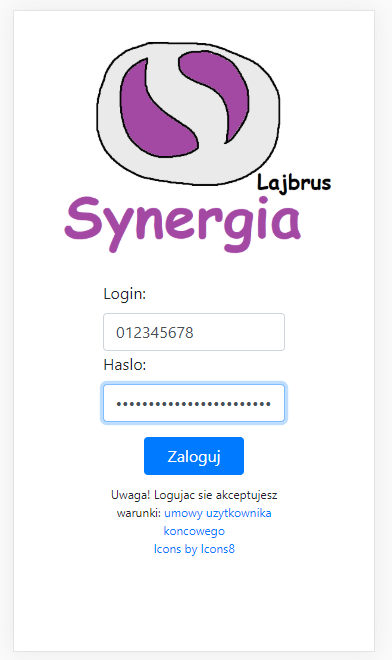 Lajbrus
Synergia
Login:
012345678
Haslo:
••••••••••••••••••••••••
Zaloguj
Uwaga! Logujac sie akceptujesz
warunki: umowy uzytkownika
koncowego
Icons by Icons8